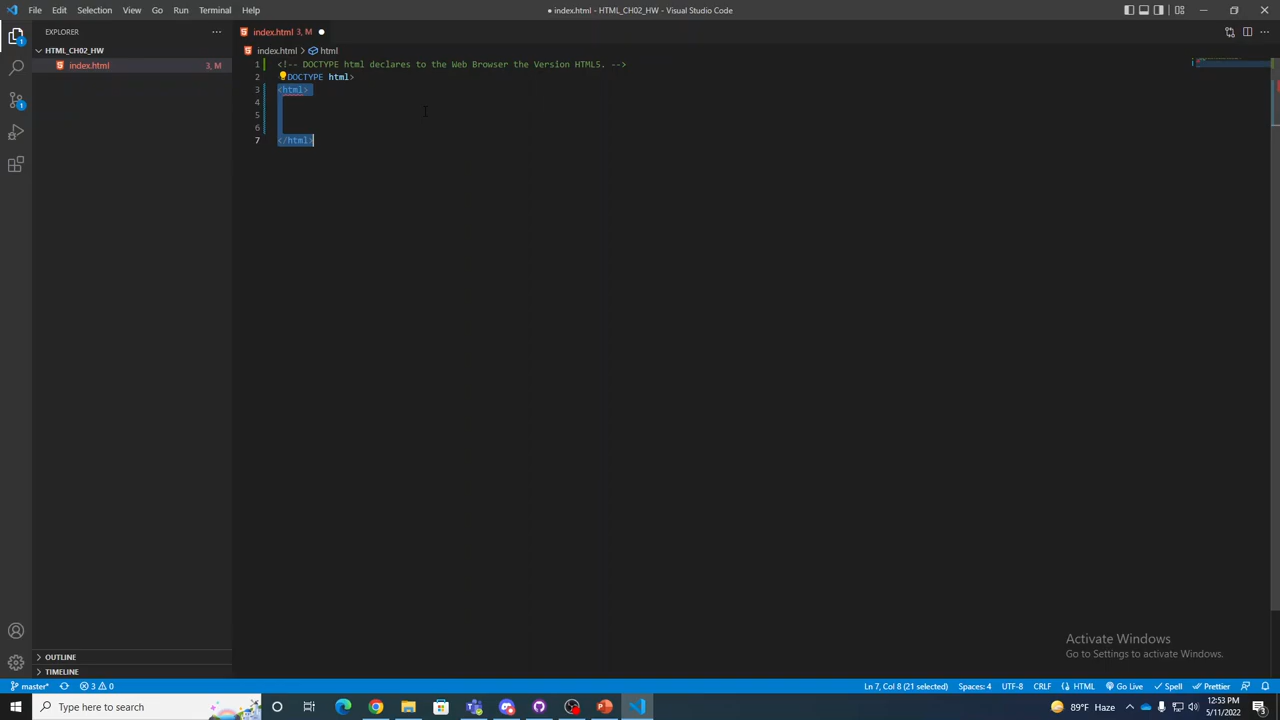 File Edit Selection View Go Run Terminal Help
● index.html - HTML_CH02_HW - Visual Studio Code
EXPLORER
HTML_CH02_HW
index.html 3, M
index.html 3, M ●
index.html > html
1 <!-- DOCTYPE html declares to the Web Browser the Version HTML5. -->
2 DOCTYPE html>
3 <html>
4
5
6
7 </html>
OUTLINE
TIMELINE
Activate Windows
Go to Settings to activate Windows.
master* 3 0 Ln 7, Col 8 (21 selected) Spaces: 4 UTF-8 CRLF HTML Go Live Spell Prettier
Type here to search
89°F Haze
12:53 PM
5/11/2022